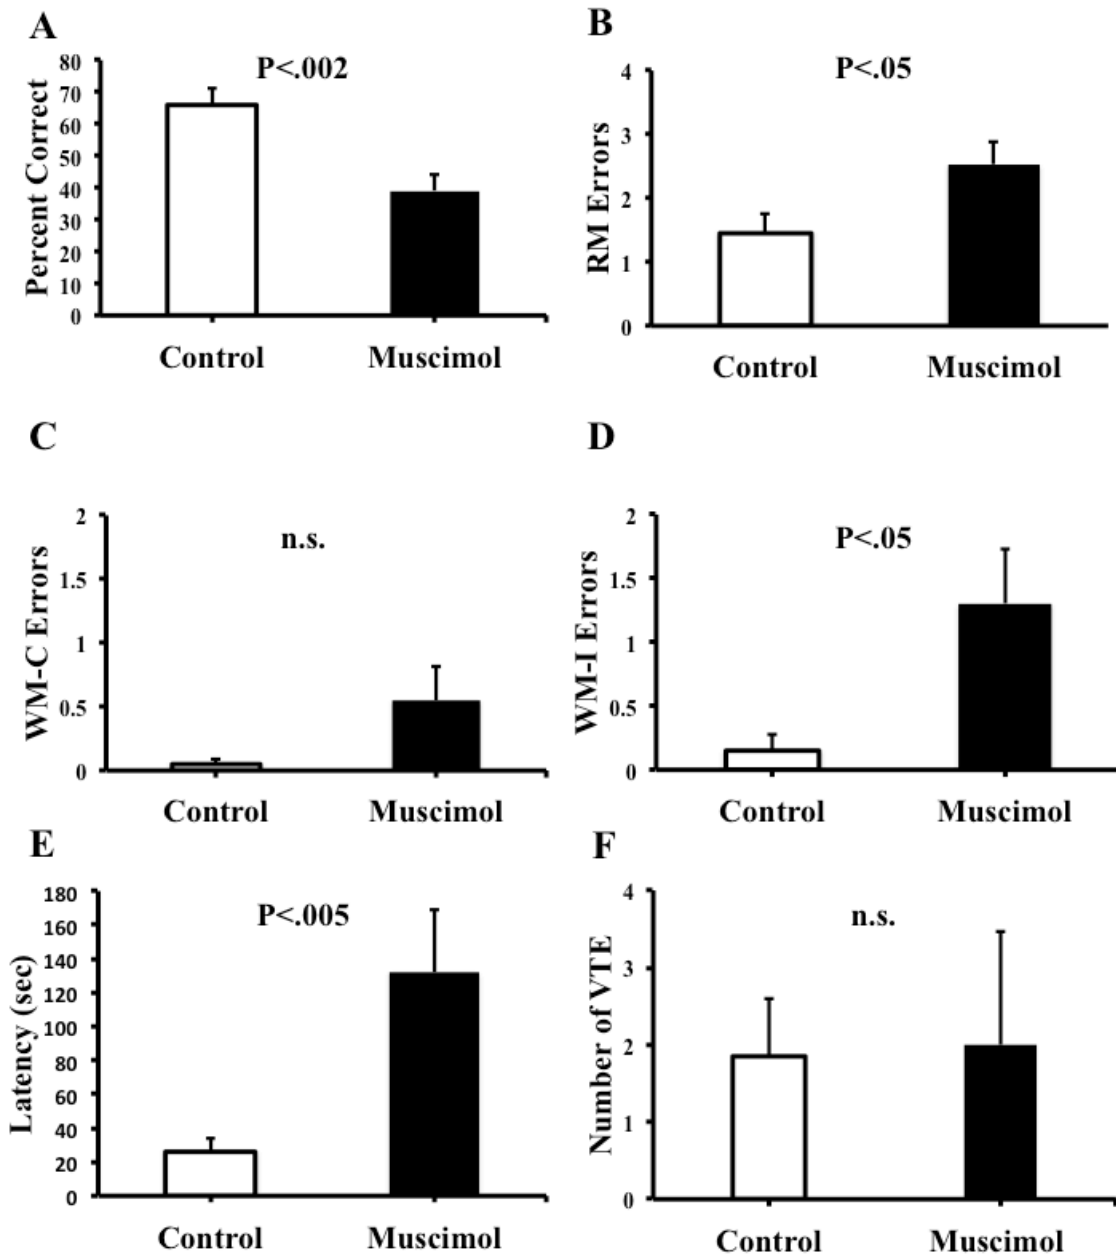 A
Percent Correct
80
70
60
50
40
30
20
10
0
P<.002
Control Muscimol
B
RM Errors
4
3
2
1
0
P<.05
Control Muscimol
C
WM-C Errors
2
1.5
1
0.5
0
n.s.
Control Muscimol
D
WM-I Errors
2
1.5
1
0.5
0
P<.05
Control Muscimol
E
Latency (sec)
180
160
140
120
100
80
60
40
20
0
P<.005
Control Muscimol
F
Number of VTE
4
3
2
1
0
n.s.
Control Muscimol